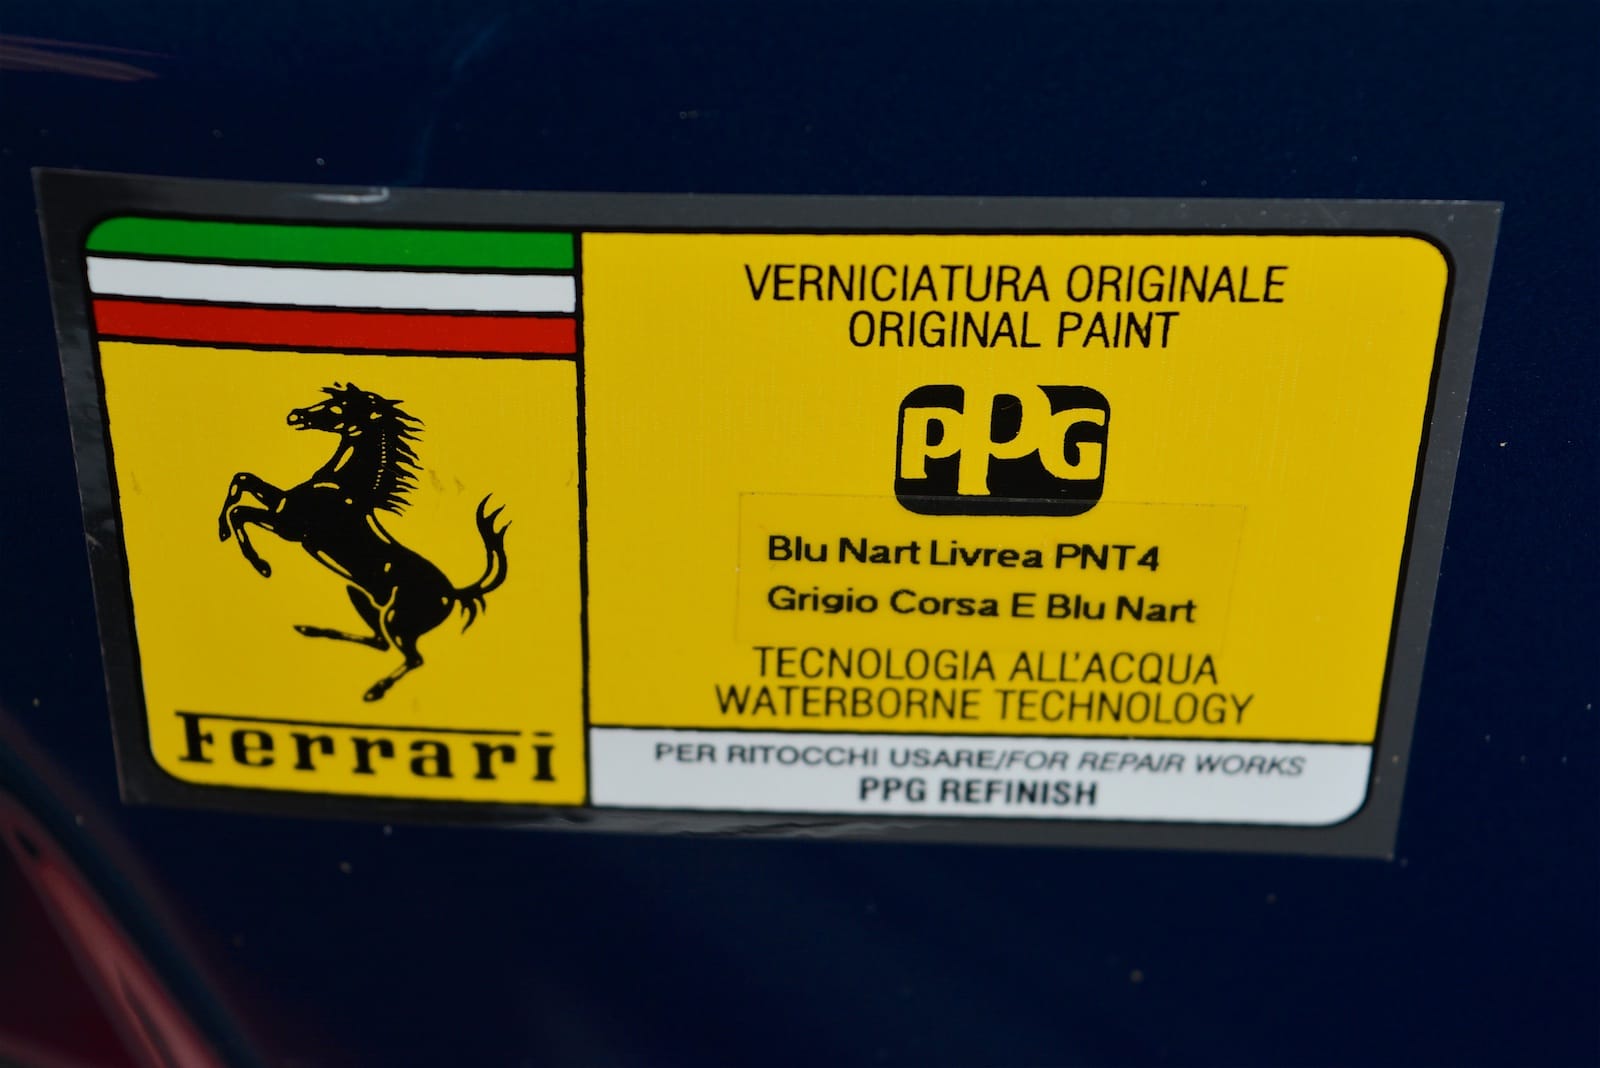 VERNICIATURA ORIGINALE
ORIGINAL PAINT
PPG
Blu Nart Livrea PNT4
Grigio Corsa E Blu Nart
TECNOLOGIA ALL'ACQUA
WATERBORNE TECHNOLOGY
Ferrari
PER RITOCCHI USARE/FOR REPAIR WORKS
PPG REFINISH